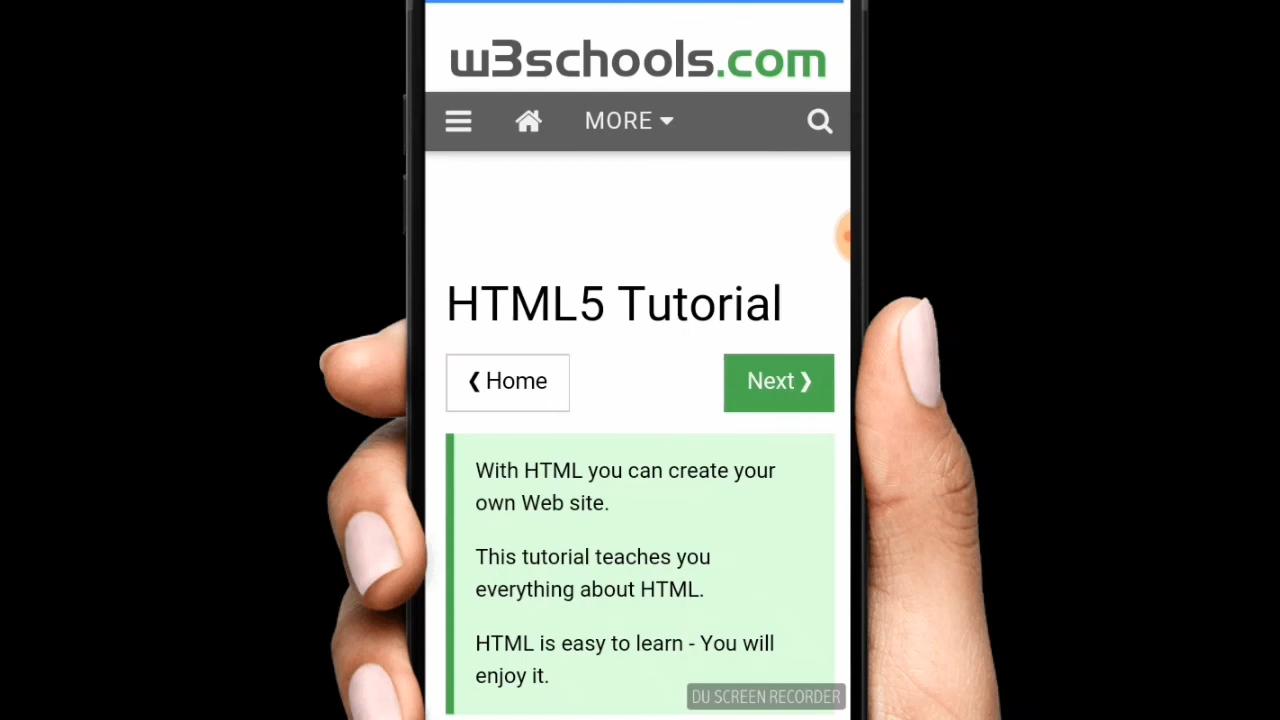 w3schools.com
MORE
HTML5 Tutorial
❮ Home
Next ❯
With HTML you can create your
own Web site.
This tutorial teaches you
everything about HTML.
HTML is easy to learn - You will
enjoy it.
DU SCREEN RECORDER